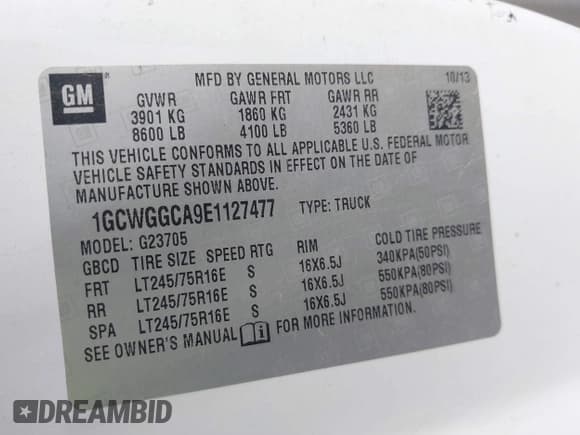 GM
MFD BY GENERAL MOTORS LLC 10/13
GVWR GAWR FRT GAWR RR
3901 KG 1860 KG 2431 KG
8600 LB 4100 LB 5360 LB
THIS VEHICLE CONFORMS TO ALL APPLICABLE U.S. FEDERAL MOTOR
VEHICLE SAFETY STANDARDS IN EFFECT ON THE DATE OF
MANUFACTURE SHOWN ABOVE.
1GCWGGCA9E1127477 TYPE: TRUCK
MODEL: G23705
GBCD TIRE SIZE SPEED RTG RIM COLD TIRE PRESSURE
FRT LT245/75R16E S 16X6.5J 340KPA(50PSI)
RR LT245/75R16E S 16X6.5J 550KPA(80PSI)
SPA LT245/75R16E S 16X6.5J 550KPA(80PSI)
SEE OWNER'S MANUAL FOR MORE INFORMATION.
DREAMBID